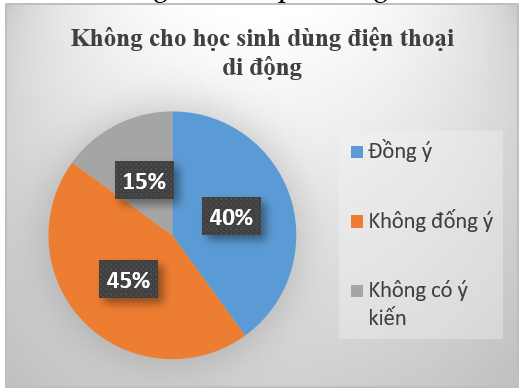 Không cho học sinh dùng điện thoại
di động
15%
40%
45%
Đồng ý
Không đống ý
Không có ý
kiến